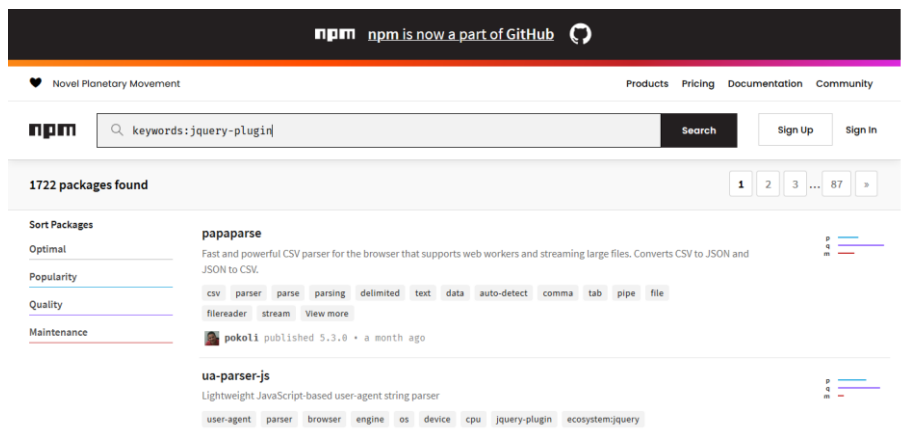 npm npm is now a part of GitHub
Novel Planetary Movement Products Pricing Documentation Community
npm keywords:jquery-plugin Search Sign Up Sign In
1722 packages found 1 2 3 ... 87 »
Sort Packages
Optimal
Popularity
Quality
Maintenance
papaparse
Fast and powerful CSV parser for the browser that supports web workers and streaming large files. Converts CSV to JSON and
JSON to CSV.
csv parser parse parsing delimited text data auto-detect comma tab pipe file
filereader stream View more
pokoli published 5.3.0 • a month ago
p
q
m
ua-parser-js
Lightweight JavaScript-based user-agent string parser
user-agent parser browser engine os device cpu jquery-plugin ecosystem:jquery
p
q
m